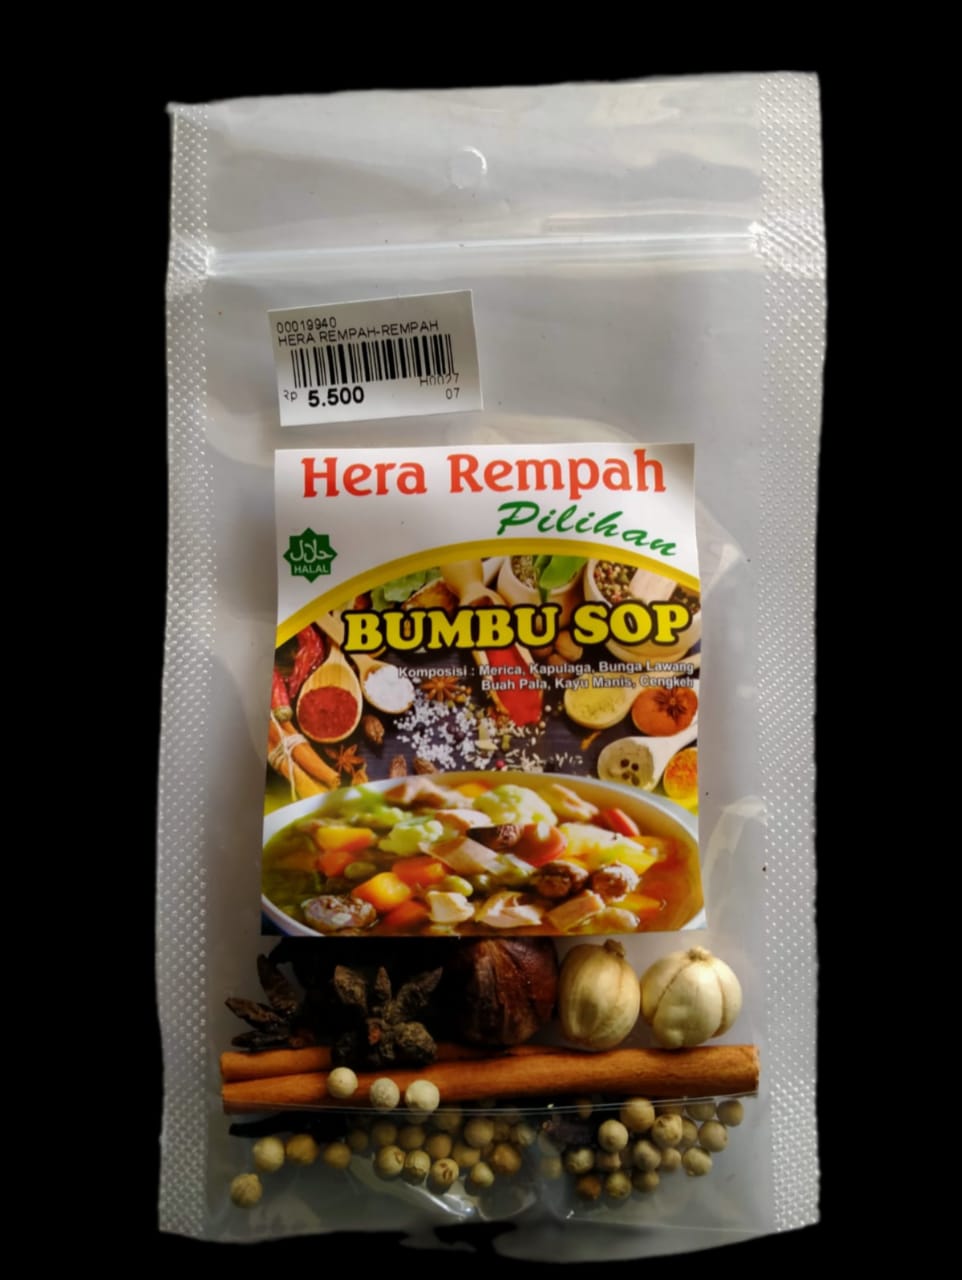 00019940
HERA REMPAH-REMPAH
H0027
Rp 5.500
07
Hera Rempah
Pilihan
حلال
HALAL
BUMBU SOP
Komposisi : Merica, Kapulaga, Bunga Lawang
Buah Pala, Kayu Manis, Cengkeh